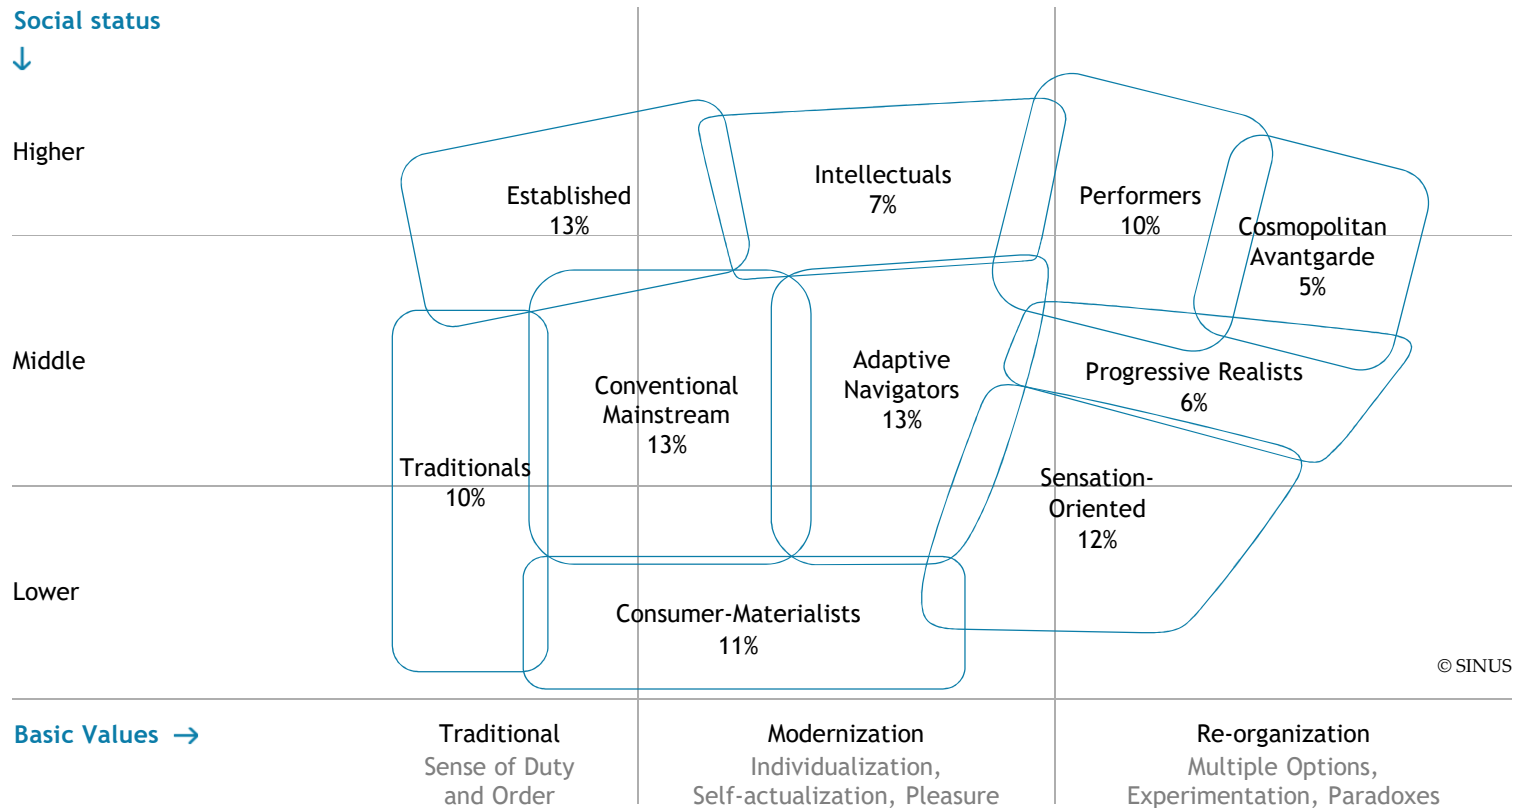 Social status
↓
Higher
Middle
Lower
Established
13%
Intellectuals
7%
Performers
10%
Cosmopolitan
Avantgarde
5%
Traditionals
10%
Conventional
Mainstream
13%
Adaptive
Navigators
13%
Progressive Realists
6%
Sensation-
Oriented
12%
Consumer-Materialists
11%
© SINUS
Basic Values →
Traditional
Sense of Duty
and Order
Modernization
Individualization,
Self-actualization, Pleasure
Re-organization
Multiple Options,
Experimentation, Paradoxes